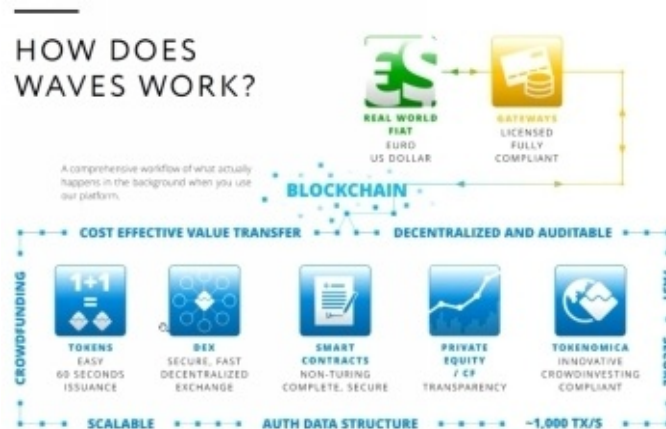 HOW DOES
WAVES WORK?
A comprehensive workflow of what actually
happens in the background when you use
our platform.
€$
REAL WORLD
FIAT
EURO
US DOLLAR
GATEWAYS
LICENSED
FULLY
COMPLIANT
BLOCKCHAIN
COST EFFECTIVE VALUE TRANSFER
DECENTRALIZED AND AUDITABLE
CROWDFUNDING
1+1
=
TOKENS
EASY
60 SECONDS
ISSUANCE
DEX
SECURE, FAST
DECENTRALIZED
EXCHANGE
SMART
CONTRACTS
NON-TURING
COMPLETE, SECURE
PRIVATE
EQUITY
/ CF
TRANSPARENCY
TOKENOMICA
INNOVATIVE
CROWDINVESTING
COMPLIANT
SCALABLE
AUTH DATA STRUCTURE
~1,000 TX/S